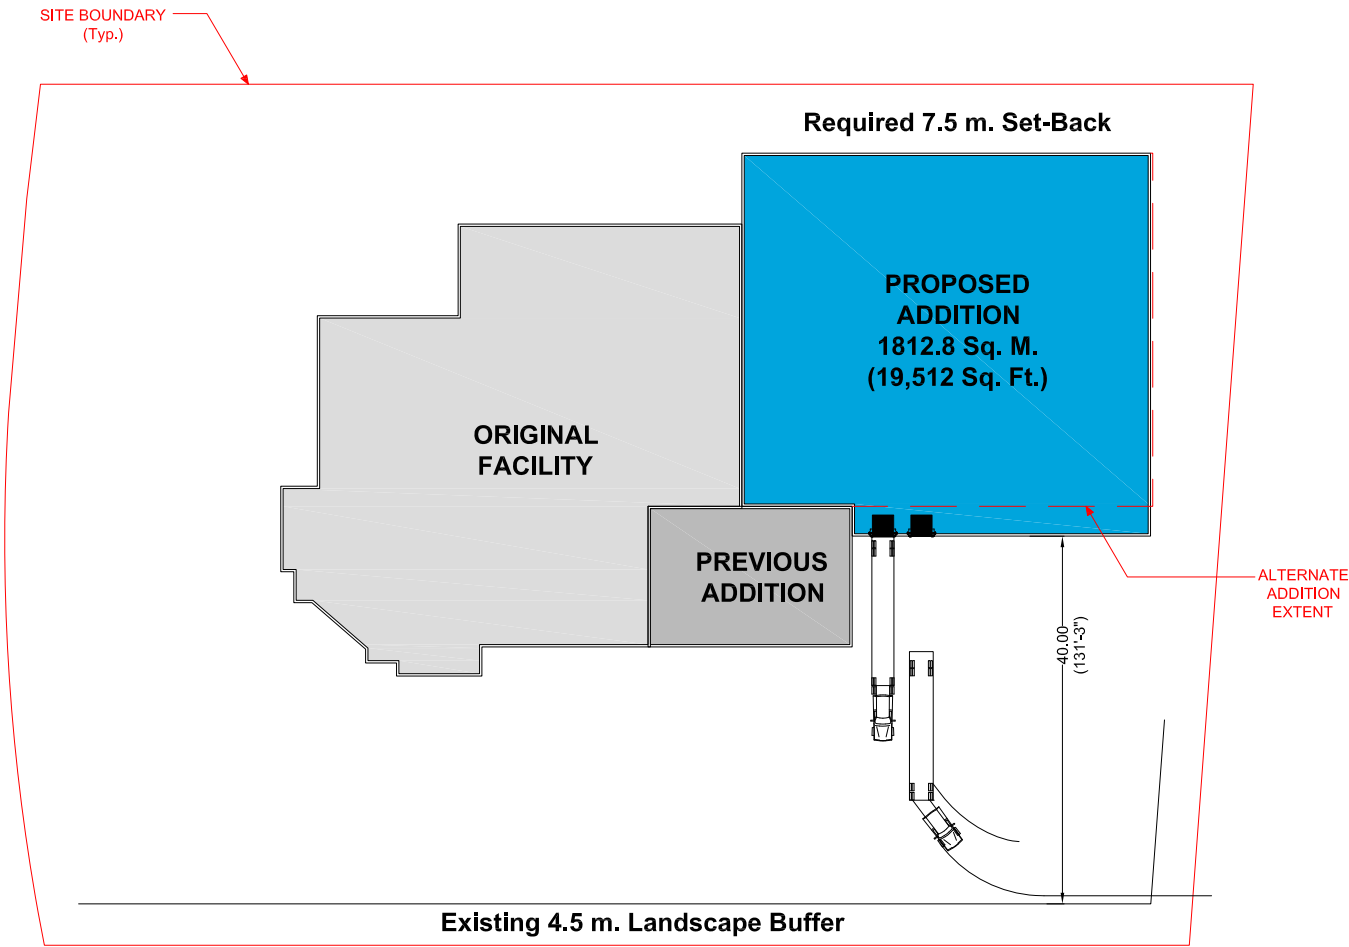 SITE BOUNDARY
(Typ.)
Required 7.5 m. Set-Back
PROPOSED
ADDITION
1812.8 Sq. M.
(19,512 Sq. Ft.)
ORIGINAL
FACILITY
PREVIOUS
ADDITION
ALTERNATE
ADDITION
EXTENT
40.00
(131'-3")
Existing 4.5 m. Landscape Buffer